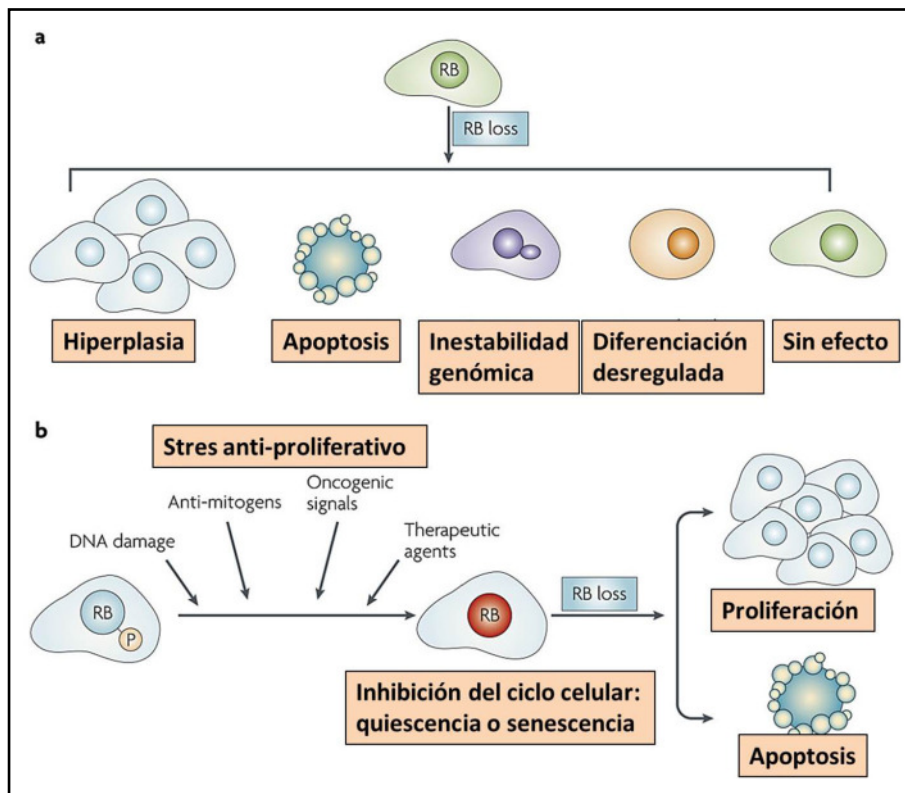 a
RB
RB loss
Hiperplasia
Apoptosis
Inestabilidad
genómica
Diferenciación
desregulada
Sin efecto
b
Stres anti-proliferativo
Anti-mitogens
Oncogenic
signals
DNA damage
Therapeutic
agents
RB
P
RB
RB loss
Proliferación
Inhibición del ciclo celular:
quiescencia o senescencia
Apoptosis